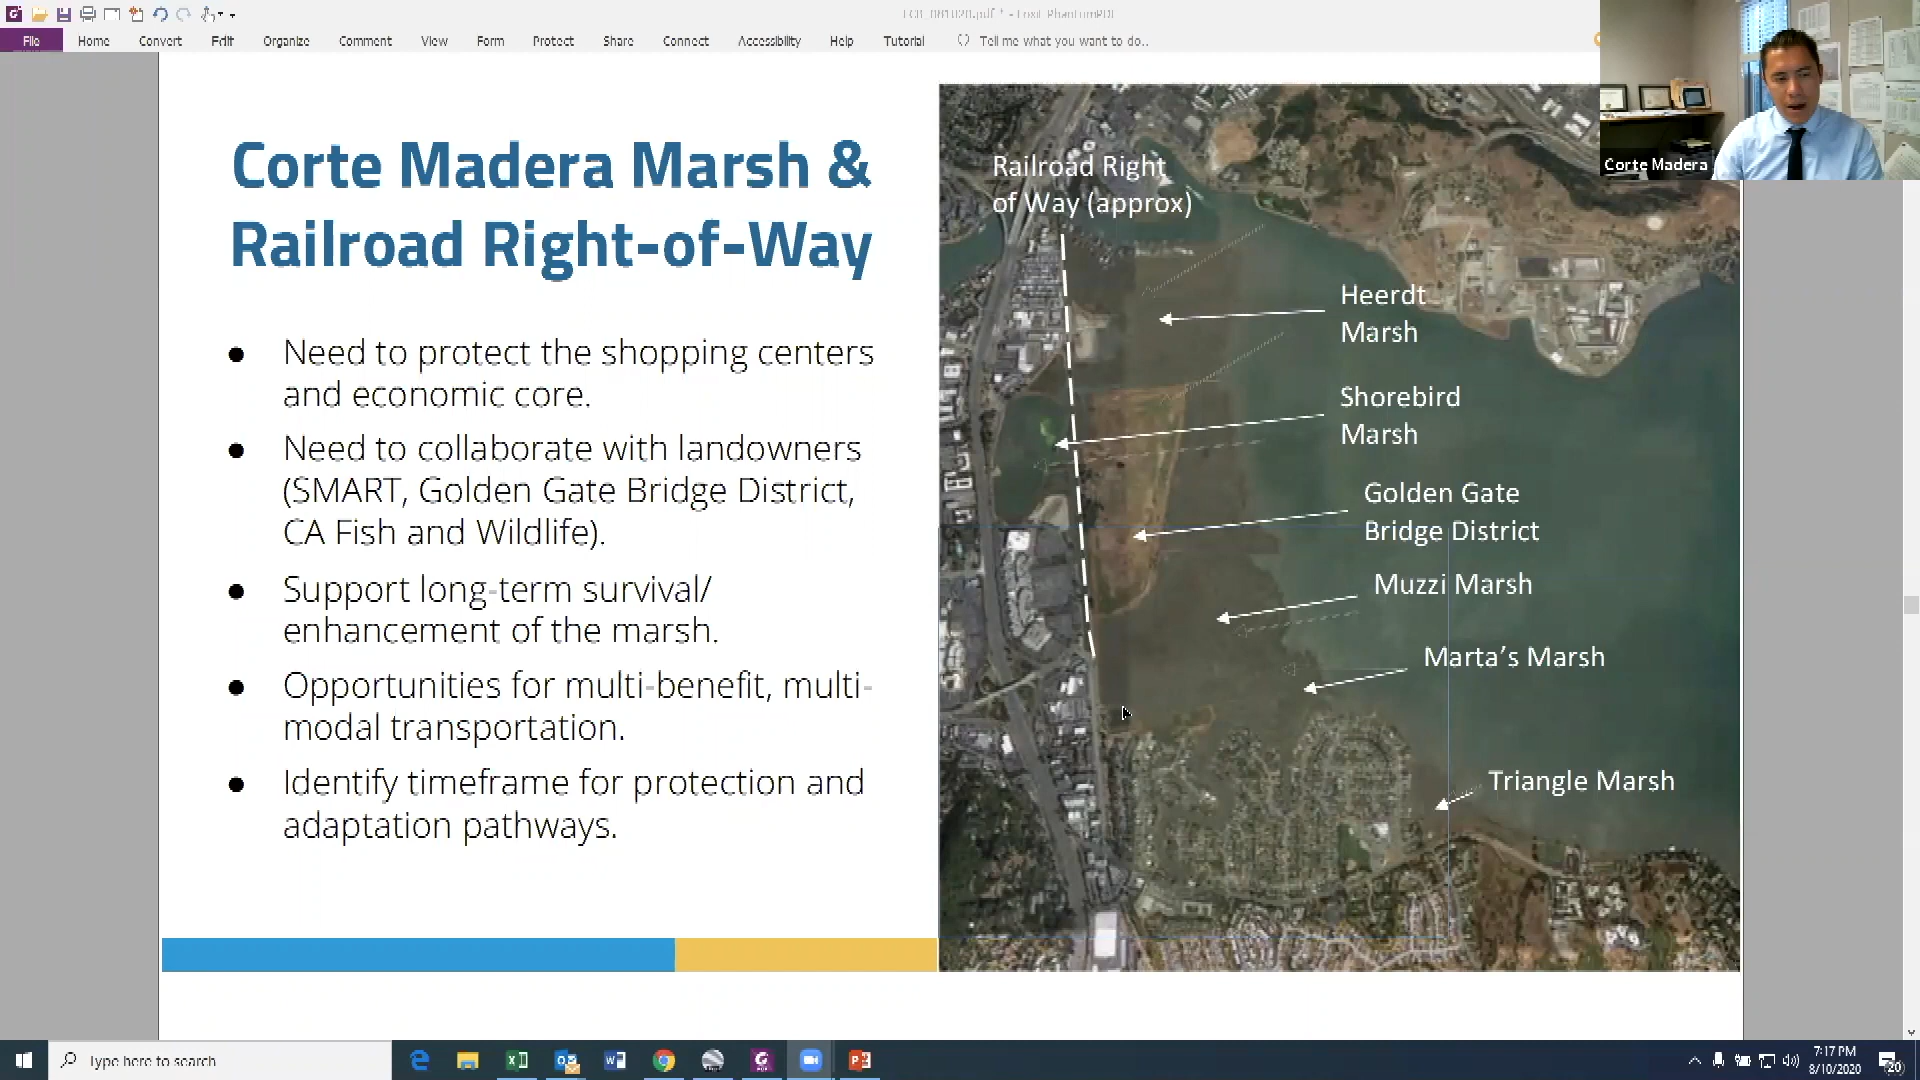 File Home Convert Edit Organize Comment View Form Protect Share Connect Accessibility Help Tutorial Tell me what you want to do..
Corte Madera
Corte Madera Marsh &
Railroad Right-of-Way
● Need to protect the shopping centers
and economic core.
● Need to collaborate with landowners
(SMART, Golden Gate Bridge District,
CA Fish and Wildlife).
● Support long-term survival/
enhancement of the marsh.
● Opportunities for multi-benefit, multi-
modal transportation.
● Identify timeframe for protection and
adaptation pathways.
Railroad Right
of Way (approx)
Heerdt
Marsh
Shorebird
Marsh
Golden Gate
Bridge District
Muzzi Marsh
Marta's Marsh
Triangle Marsh
Type here to search
7:17 PM
8/10/2020
20